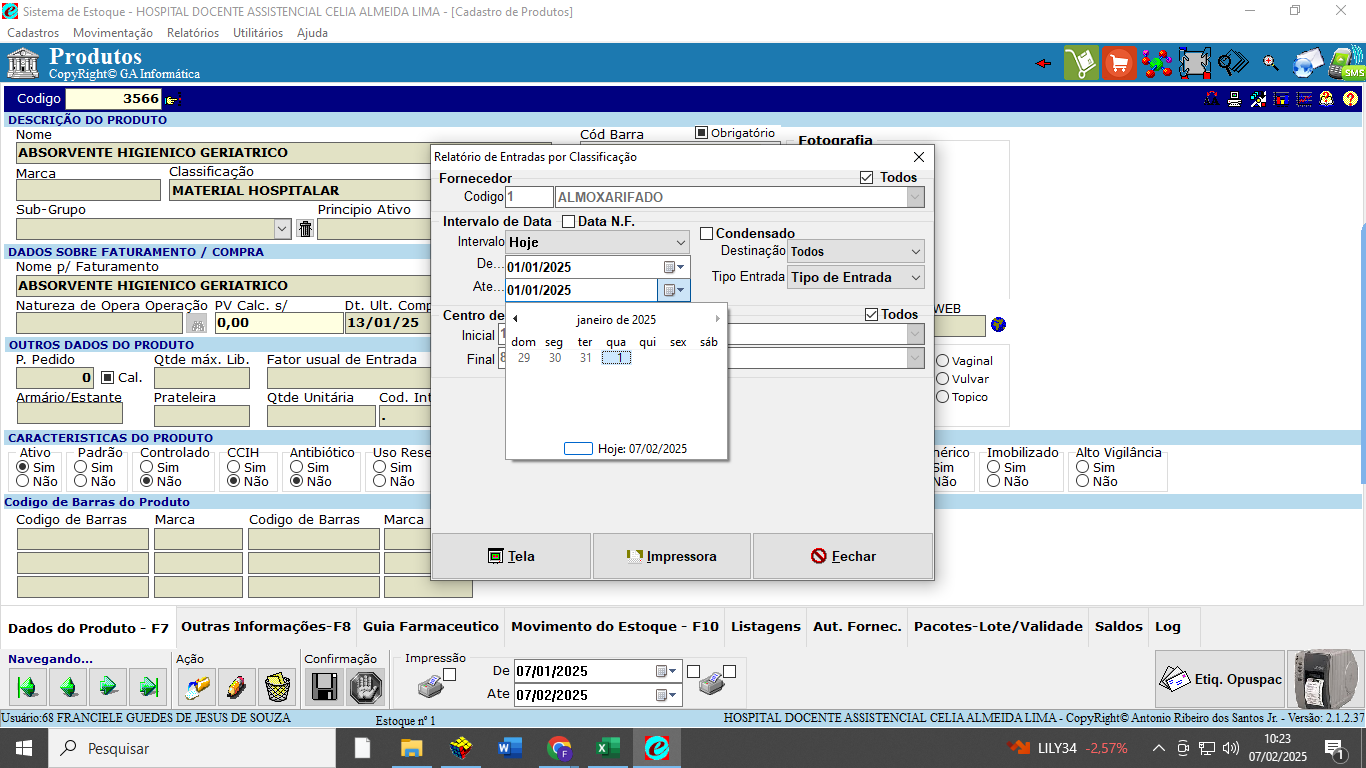 Sistema de Estoque - HOSPITAL DOCENTE ASSISTENCIAL CELIA ALMEIDA LIMA - [Cadastro de Produtos]
Cadastros Movimentação Relatórios Utilitários Ajuda
Produtos
CopyRight© GA Informática
SMS
Codigo 3566
DESCRIÇÃO DO PRODUTO
Nome Cód Barra Obrigatório Fotografia
ABSORVENTE HIGIENICO GERIATRICO
Marca Classificação
MATERIAL HOSPITALAR
Sub-Grupo Principio Ativo
DADOS SOBRE FATURAMENTO / COMPRA
Nome p/ Faturamento
ABSORVENTE HIGIENICO GERIATRICO
Natureza de Opera Operação PV Calc. s/ Dt. Ult. Comp WEB
0,00 13/01/25
OUTROS DADOS DO PRODUTO
P. Pedido Qtde máx. Lib. Fator usual de Entrada Vaginal
0 Cal. Vulvar
Armário/Estante Prateleira Qtde Unitária Cod. Int Topico
.
CARACTERISTICAS DO PRODUTO
Ativo Padrão Controlado CCIH Antibiótico Uso Rese nérico Imobilizado Alto Vigilância
Sim Sim Sim Sim Sim Sim Sim Sim
Não Não Não Não Não Não Não Não Não
Codigo de Barras do Produto
Codigo de Barras Marca Codigo de Barras Marca
Relatório de Entradas por Classificação
Fornecedor Todos
Codigo 1 ALMOXARIFADO
Intervalo de Data Data N.F.
Intervalo Hoje Condensado
Destinação Todos
De... 01/01/2025
Tipo Entrada Tipo de Entrada
Ate... 01/01/2025
Centro de Todos
Inicial 1
Final 8
janeiro de 2025
dom seg ter qua qui sex sáb
29 30 31 1
Hoje: 07/02/2025
Tela Impressora Fechar
Dados do Produto - F7 Outras Informações-F8 Guia Farmaceutico Movimento do Estoque - F10 Listagens Aut. Fornec. Pacotes-Lote/Validade Saldos Log
Navegando... Ação Confirmação Impressão
De 07/01/2025
Ate 07/02/2025
Etiq. Opuspac
Usuário:68 FRANCIELE GUEDES DE JESUS DE SOUZA Estoque nº 1 HOSPITAL DOCENTE ASSISTENCIAL CELIA ALMEIDA LIMA - CopyRight© Antonio Ribeiro dos Santos Jr. - Versão: 2.1.2.37
Pesquisar LILY34 -2,57% 10:23
07/02/2025
1